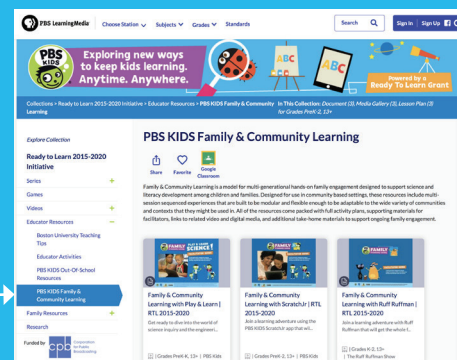 PBS LearningMedia
Choose Station
Subjects
Grades
Standards
Search
Sign In
Sign Up
PBS KIDS
Exploring new ways
to keep kids learning.
Anytime. Anywhere.
ABC
ABC
Powered by a
Ready To Learn Grant
Collections > Ready to Learn 2015-2020 Initiative > Educator Resources > PBS KIDS Family & Community
Learning
In This Collection: Document (3), Media Gallery (3), Lesson Plan (3)
for Grades PreK-2, 13+
Explore Collection
Ready to Learn 2015-2020
Initiative
Series +
Games
Videos +
Educator Resources –
Boston University Teaching
Tips
Educator Activities
PBS KIDS Out-Of-School
Resources
PBS KIDS Family &
Community Learning
Family Resources +
Research
Funded by
cpb Corporation
for Public
Broadcasting
PBS KIDS Family & Community Learning
Share
Favorite
Google
Classroom
Family & Community Learning is a model for multi-generational hands-on family engagement designed to support science and
literacy development among children and families. Designed for use in community based settings, these resources include multi-
session sequenced experiences that are built to be modular and flexible enough to be adaptable to the wide variety of communities
and contexts that they might be used in. All of the resources come packed with full activity plans, supporting materials for
facilitators, links to related video and digital media, and additional take-home materials to support ongoing family engagement.
FAMILY
SCIENCE
Family & Community
Learning with Play & Learn |
RTL 2015-2020
Get ready to dive into the world of
science inquiry and the engineeri...
Grades PreK-K, 13+ | PBS Kids
FAMILY
Family & Community
Learning with ScratchJr | RTL
2015-2020
Join a learning adventure using the
PBS KIDS ScratchJr app that wil...
Grades PreK-2, 13+ | PBS Kids
FAMILY
Family & Community
Learning with Ruff Ruffman |
RTL 2015-2020
Join a learning adventure with Ruff
Ruffman that will get the whole f...
Grades K-2, 13+
| The Ruff Ruffman Show